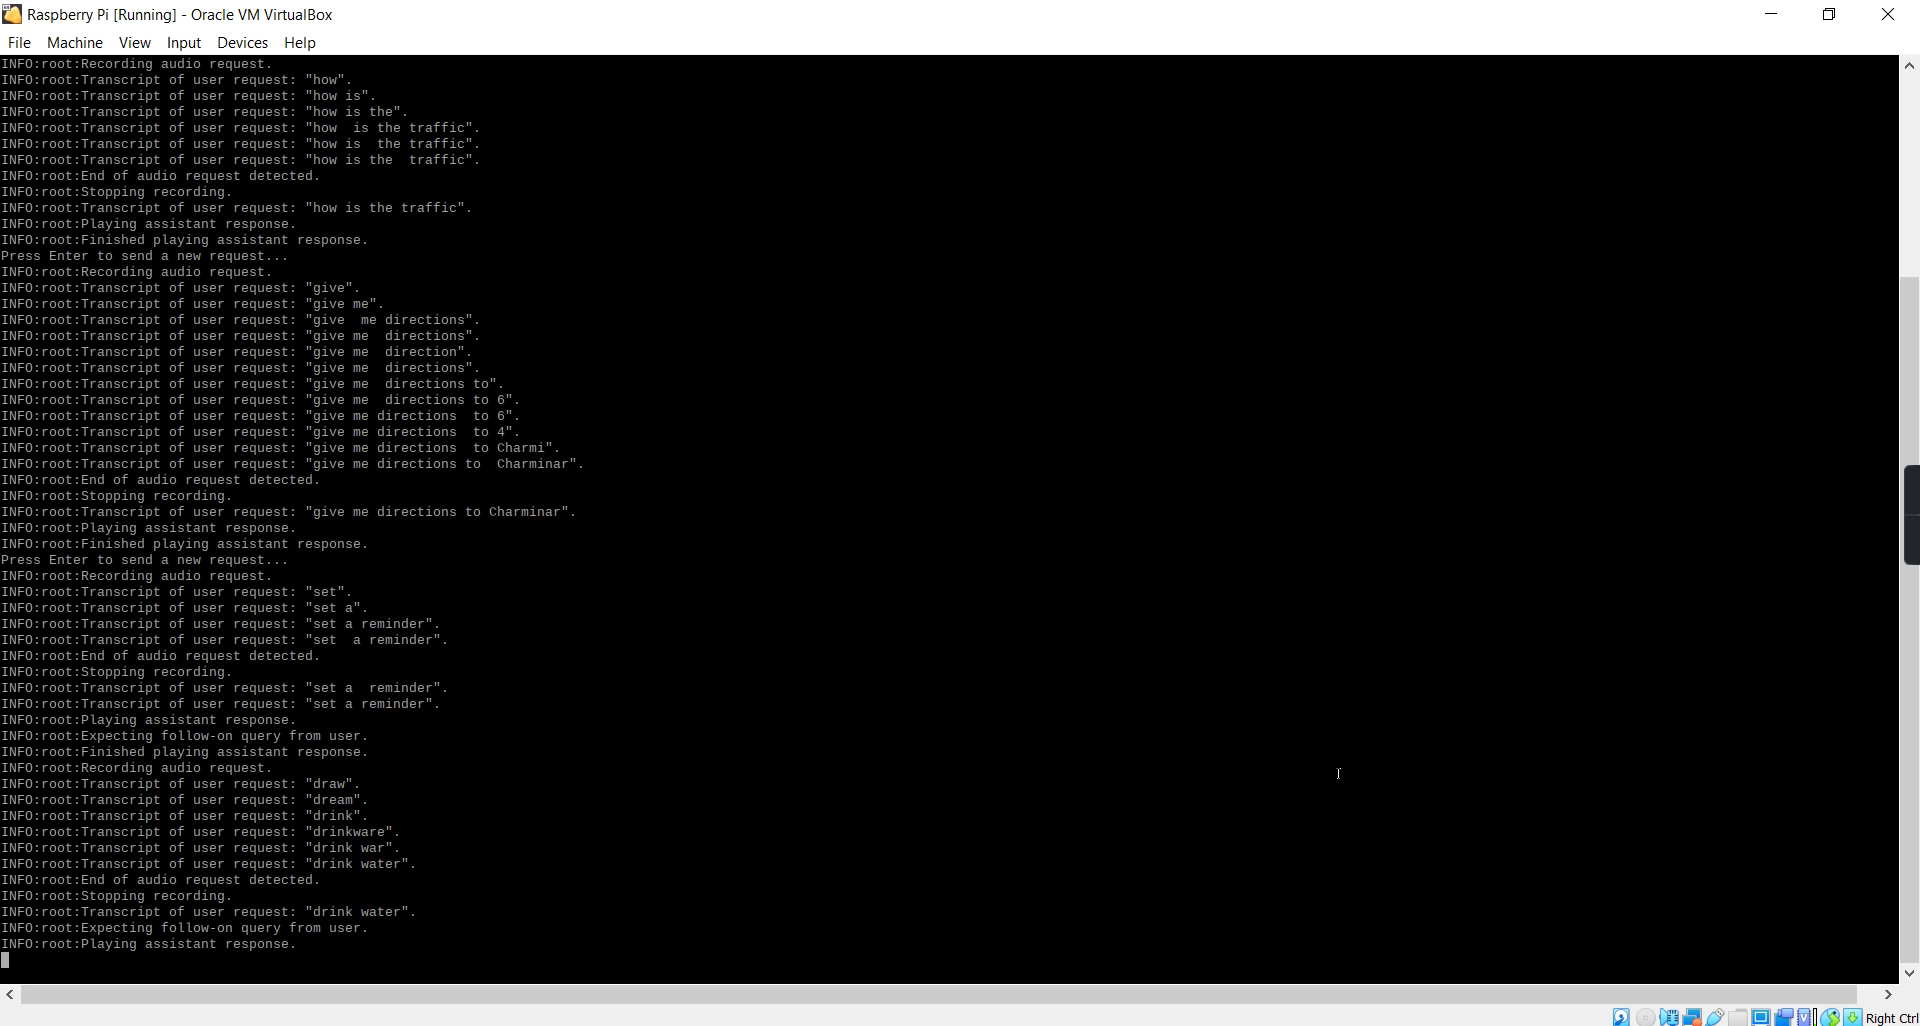 Raspberry Pi [Running] - Oracle VM VirtualBox
File Machine View Input Devices Help
INFO:root:Recording audio request.
INFO:root:Transcript of user request: "how".
INFO:root:Transcript of user request: "how is".
INFO:root:Transcript of user request: "how is the".
INFO:root:Transcript of user request: "how  is the traffic".
INFO:root:Transcript of user request: "how is  the traffic".
INFO:root:Transcript of user request: "how is the  traffic".
INFO:root:End of audio request detected.
INFO:root:Stopping recording.
INFO:root:Transcript of user request: "how is the traffic".
INFO:root:Playing assistant response.
INFO:root:Finished playing assistant response.
Press Enter to send a new request...
INFO:root:Recording audio request.
INFO:root:Transcript of user request: "give".
INFO:root:Transcript of user request: "give me".
INFO:root:Transcript of user request: "give  me directions".
INFO:root:Transcript of user request: "give me  directions".
INFO:root:Transcript of user request: "give me  direction".
INFO:root:Transcript of user request: "give me  directions".
INFO:root:Transcript of user request: "give me  directions to".
INFO:root:Transcript of user request: "give me  directions to 6".
INFO:root:Transcript of user request: "give me directions  to 6".
INFO:root:Transcript of user request: "give me directions  to 4".
INFO:root:Transcript of user request: "give me directions  to Charmi".
INFO:root:Transcript of user request: "give me directions to  Charminar".
INFO:root:End of audio request detected.
INFO:root:Stopping recording.
INFO:root:Transcript of user request: "give me directions to Charminar".
INFO:root:Playing assistant response.
INFO:root:Finished playing assistant response.
Press Enter to send a new request...
INFO:root:Recording audio request.
INFO:root:Transcript of user request: "set".
INFO:root:Transcript of user request: "set a".
INFO:root:Transcript of user request: "set a reminder".
INFO:root:Transcript of user request: "set  a reminder".
INFO:root:End of audio request detected.
INFO:root:Stopping recording.
INFO:root:Transcript of user request: "set a  reminder".
INFO:root:Transcript of user request: "set a reminder".
INFO:root:Playing assistant response.
INFO:root:Expecting follow-on query from user.
INFO:root:Finished playing assistant response.
INFO:root:Recording audio request.
INFO:root:Transcript of user request: "draw".
INFO:root:Transcript of user request: "dream".
INFO:root:Transcript of user request: "drink".
INFO:root:Transcript of user request: "drinkware".
INFO:root:Transcript of user request: "drink war".
INFO:root:Transcript of user request: "drink water".
INFO:root:End of audio request detected.
INFO:root:Stopping recording.
INFO:root:Transcript of user request: "drink water".
INFO:root:Expecting follow-on query from user.
INFO:root:Playing assistant response.
Right Ctrl